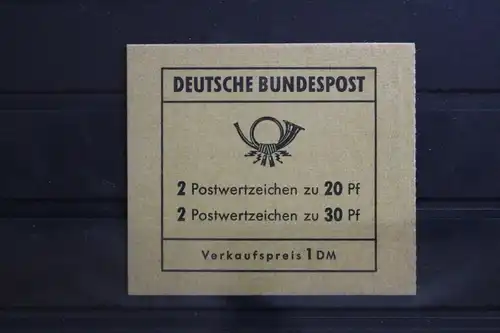 DEUTSCHE BUNDESPOST
2 Postwertzeichen zu 20 Pf
2 Postwertzeichen zu 30 Pf
Verkaufspreis 1 DM